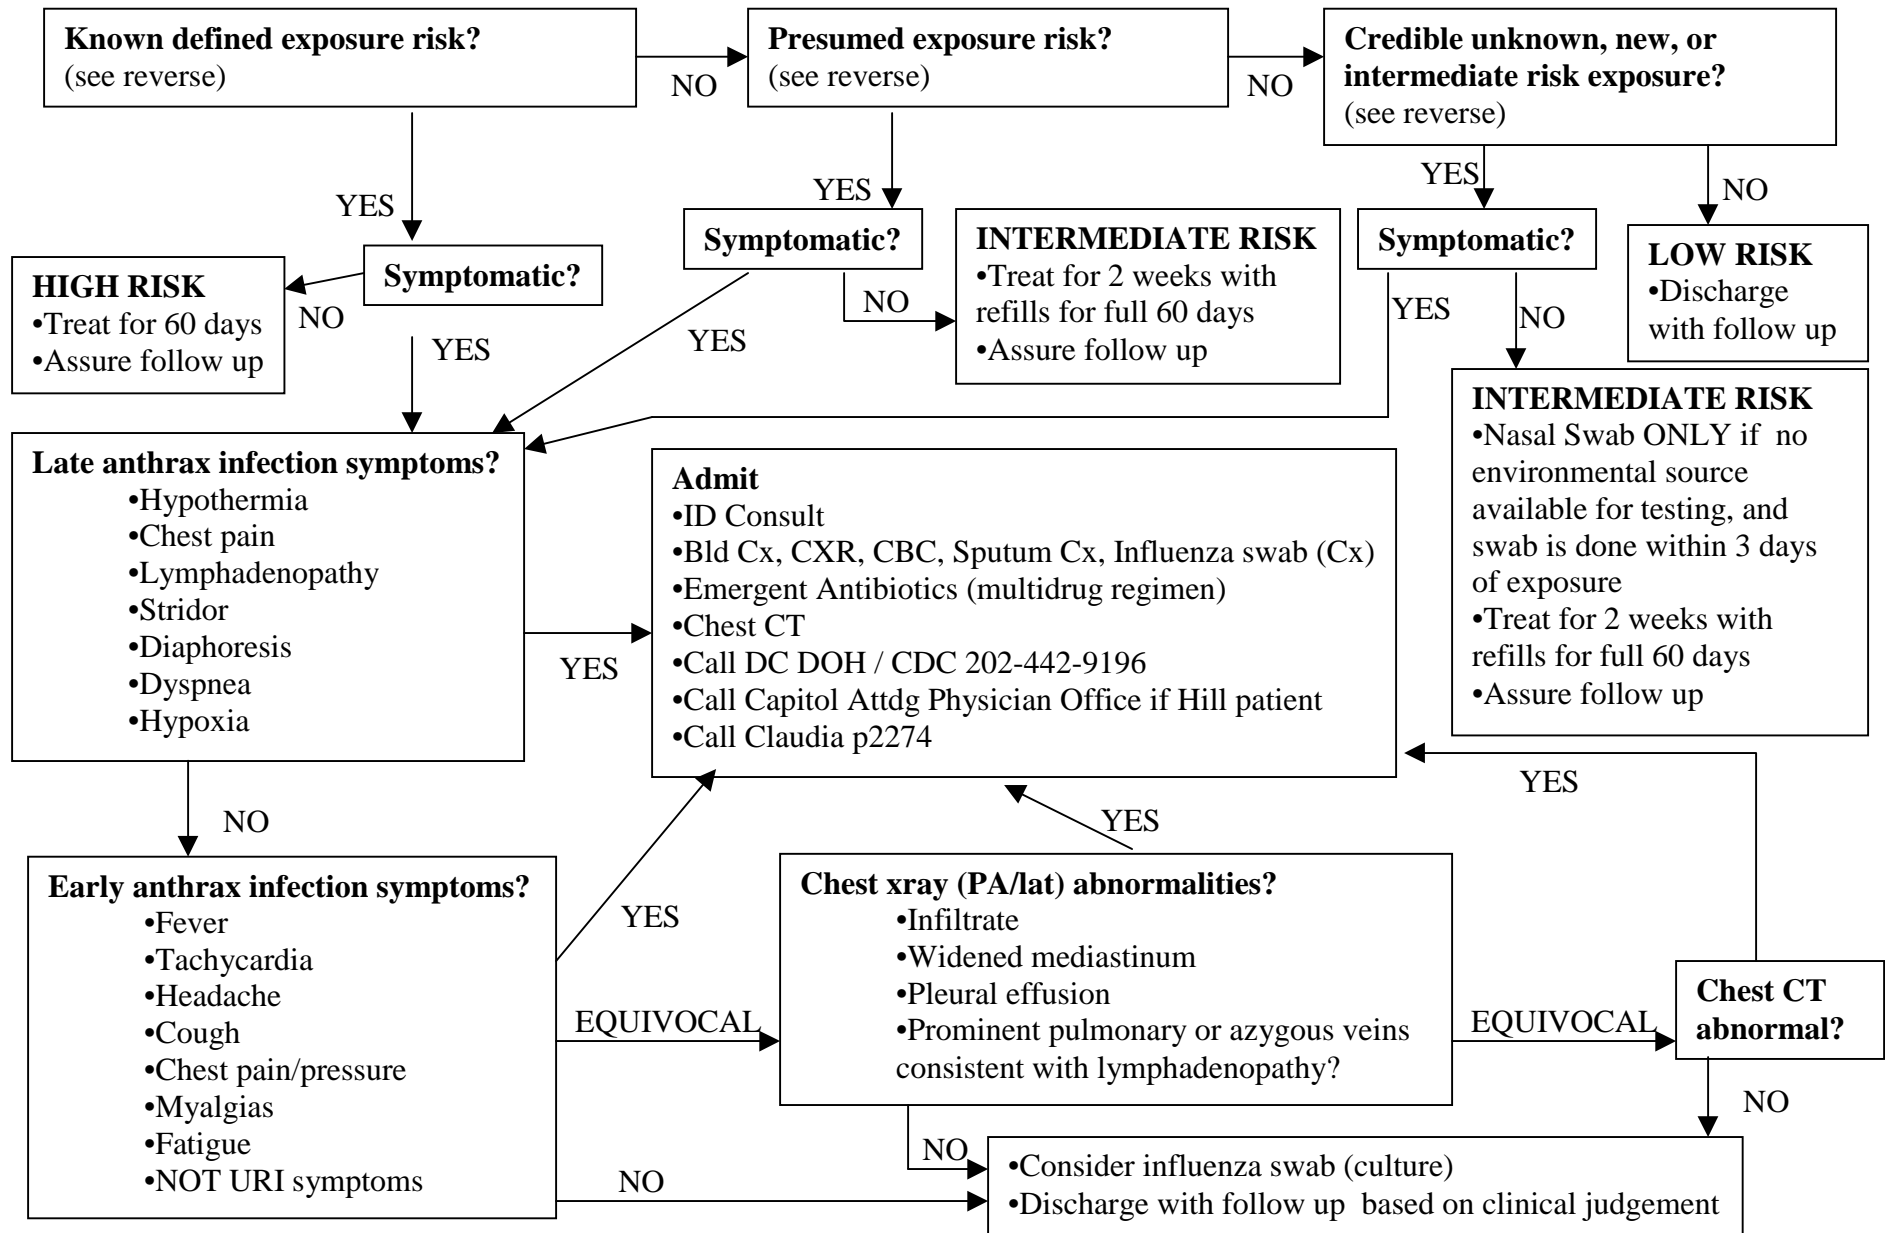 Known defined exposure risk?
(see reverse)
NO
Presumed exposure risk?
(see reverse)
NO
Credible unknown, new, or
intermediate risk exposure?
(see reverse)
YES
YES
YES
NO
Symptomatic?
HIGH RISK
•Treat for 60 days
•Assure follow up
NO
YES
Symptomatic?
YES
NO
INTERMEDIATE RISK
•Treat for 2 weeks with
refills for full 60 days
•Assure follow up
Symptomatic?
YES
NO
LOW RISK
•Discharge
with follow up
INTERMEDIATE RISK
•Nasal Swab ONLY if no
environmental source
available for testing, and
swab is done within 3 days
of exposure
•Treat for 2 weeks with
refills for full 60 days
•Assure follow up
Late anthrax infection symptoms?
•Hypothermia
•Chest pain
•Lymphadenopathy
•Stridor
•Diaphoresis
•Dyspnea
•Hypoxia
YES
NO
Admit
•ID Consult
•Bld Cx, CXR, CBC, Sputum Cx, Influenza swab (Cx)
•Emergent Antibiotics (multidrug regimen)
•Chest CT
•Call DC DOH / CDC 202-442-9196
•Call Capitol Attdg Physician Office if Hill patient
•Call Claudia p2274
Early anthrax infection symptoms?
•Fever
•Tachycardia
•Headache
•Cough
•Chest pain/pressure
•Myalgias
•Fatigue
•NOT URI symptoms
YES
EQUIVOCAL
NO
YES
Chest xray (PA/lat) abnormalities?
•Infiltrate
•Widened mediastinum
•Pleural effusion
•Prominent pulmonary or azygous veins
consistent with lymphadenopathy?
NO
EQUIVOCAL
YES
Chest CT
abnormal?
NO
•Consider influenza swab (culture)
•Discharge with follow up based on clinical judgement